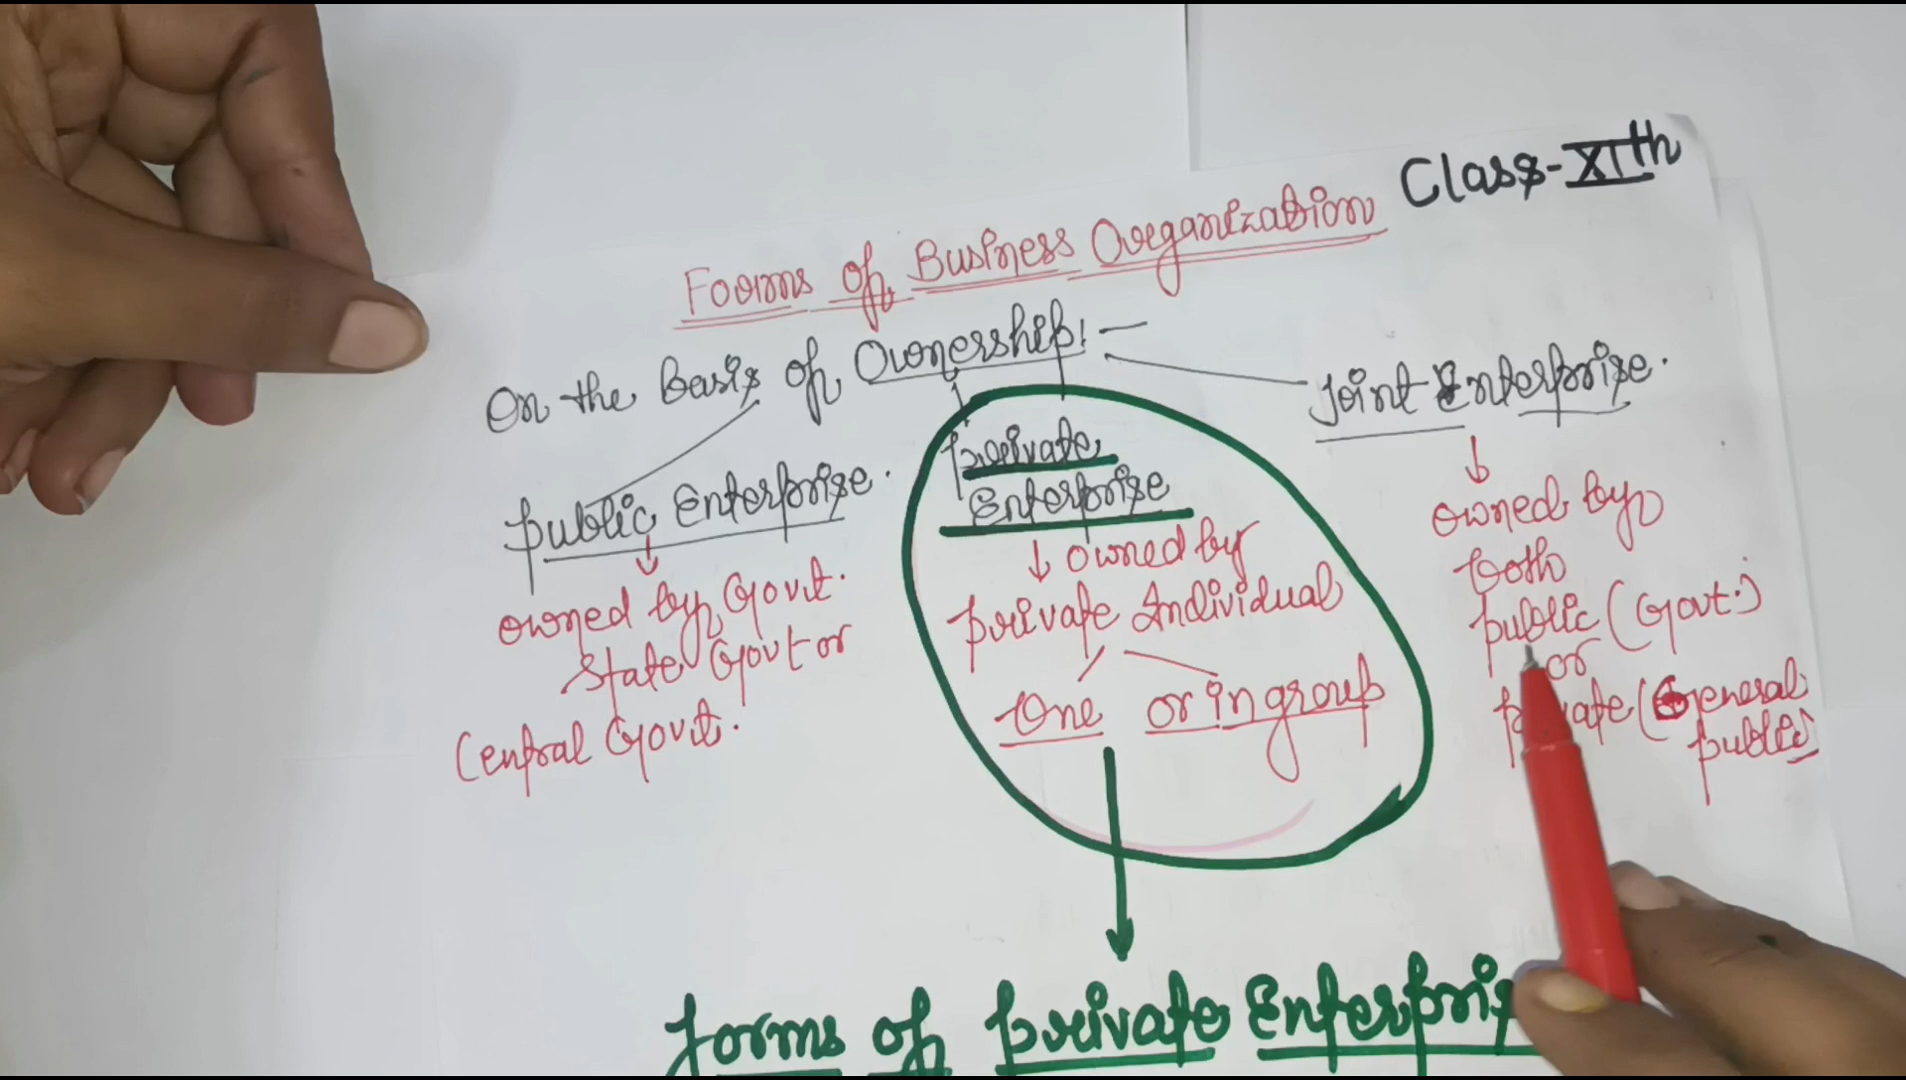 Class-XIth
Forms of Business Organization
On the basis of Ownership:-
Public Enterprise.
owned by Govt.
State Govt or
Central Govt.
Private
Enterprise
owned by
Private Individual
One or in group
Joint Enterprise.
owned by
both
public (Govt.)
or
(General
public)
Forms of Private